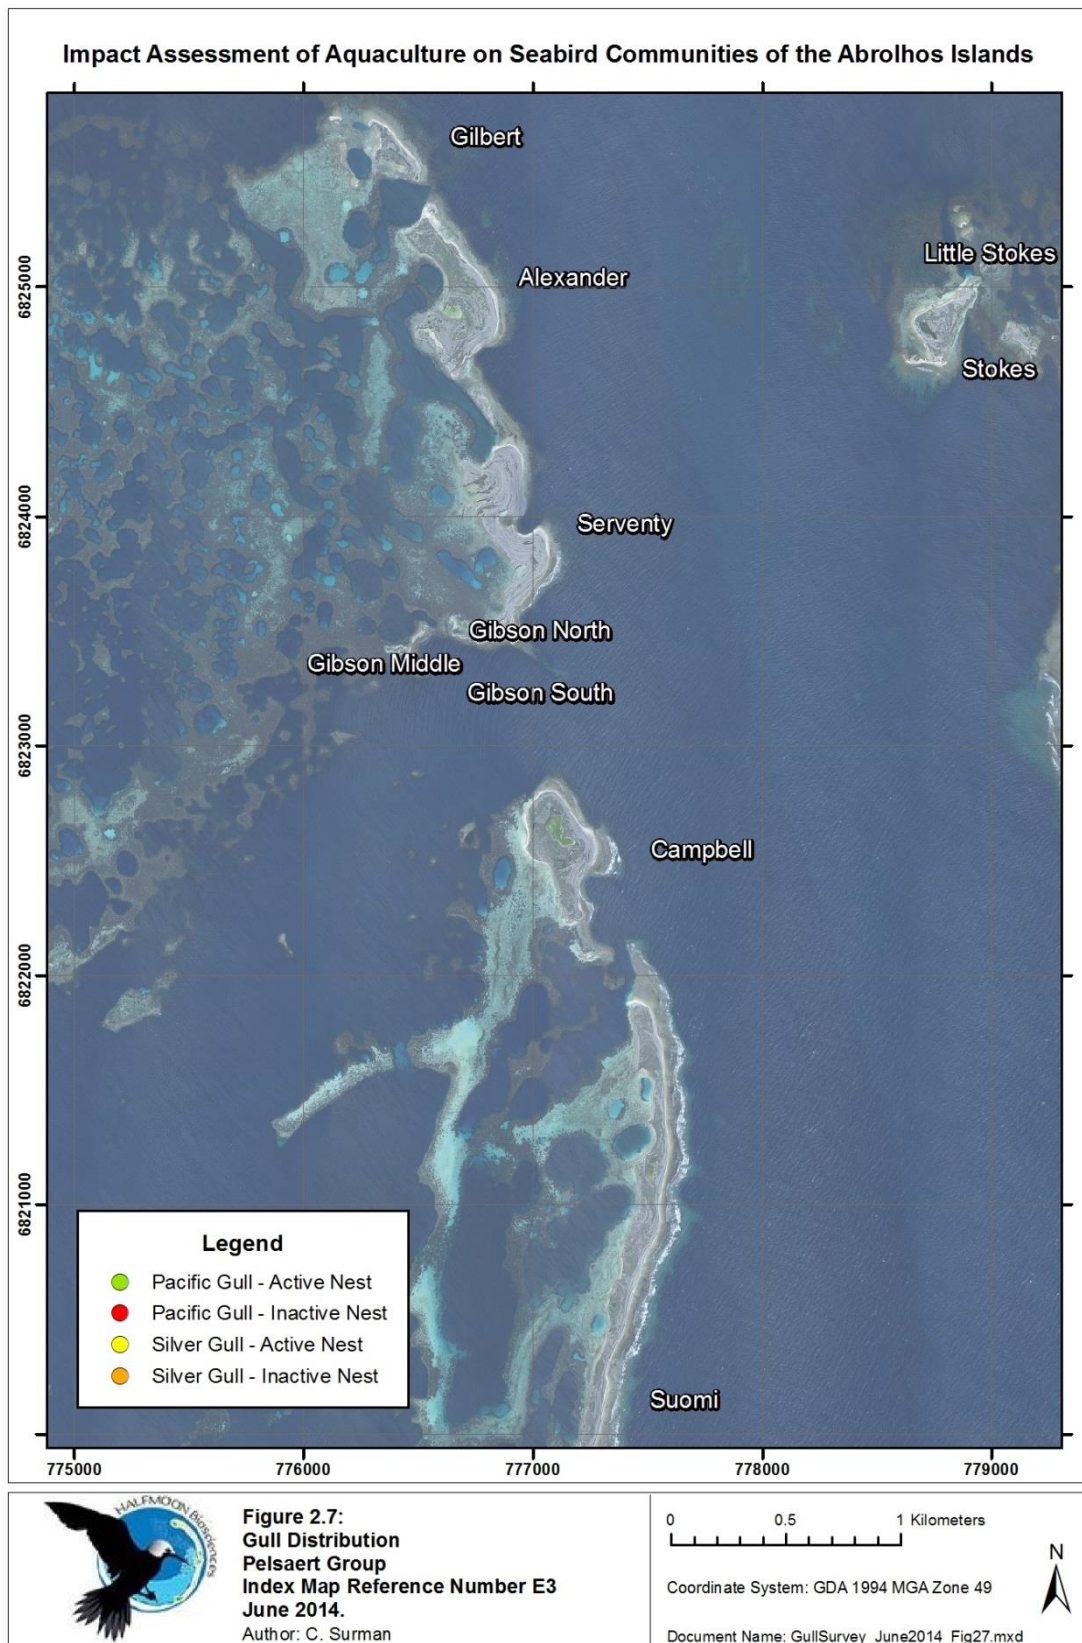 Impact Assessment of Aquaculture on Seabird Communities of the Abrolhos Islands
Gilbert
Alexander
Little Stokes
Stokes
Serventy
Gibson North
Gibson Middle
Gibson South
Campbell
Suomi
6825000
6824000
6823000
6822000
6821000
Legend
Pacific Gull - Active Nest
Pacific Gull - Inactive Nest
Silver Gull - Active Nest
Silver Gull - Inactive Nest
775000 776000 777000 778000 779000
HALFMOON Biosciences
Figure 2.7:
Gull Distribution
Pelsaert Group
Index Map Reference Number E3
June 2014.
Author: C. Surman
0 0.5 1 Kilometers
N
Coordinate System: GDA 1994 MGA Zone 49
Document Name: GullSurvey_June2014_Fig27.mxd